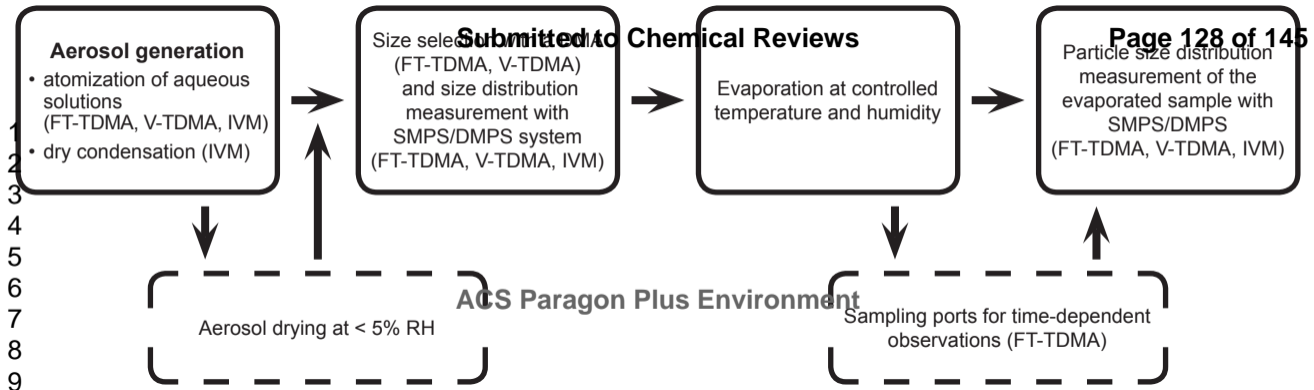 Submitted to Chemical Reviews
Page 128 of 145
Aerosol generation
• atomization of aqueous
solutions
(FT-TDMA, V-TDMA, IVM)
• dry condensation (IVM)
Size selection with a DMA
(FT-TDMA, V-TDMA)
and size distribution
measurement with
SMPS/DMPS system
(FT-TDMA, V-TDMA, IVM)
Evaporation at controlled
temperature and humidity
Particle size distribution
measurement of the
evaporated sample with
SMPS/DMPS
(FT-TDMA, V-TDMA, IVM)
1
2
3
4
5
6
7
8
9
Aerosol drying at < 5% RH
ACS Paragon Plus Environment
Sampling ports for time-dependent
observations (FT-TDMA)